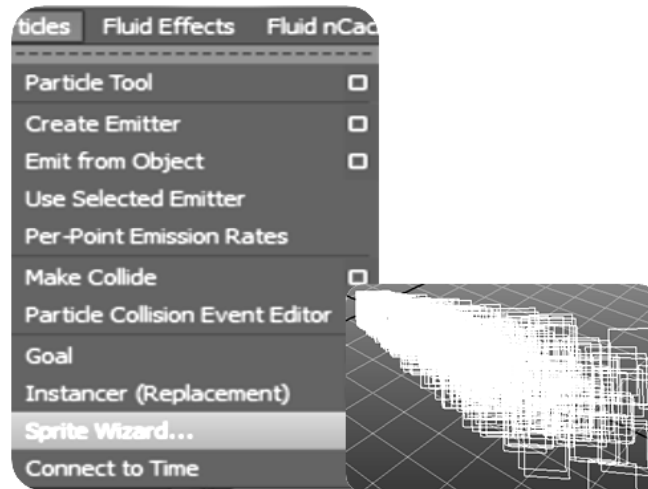 ticles Fluid Effects Fluid nCac
Particle Tool
Create Emitter
Emit from Object
Use Selected Emitter
Per-Point Emission Rates
Make Collide
Particle Collision Event Editor
Goal
Instancer (Replacement)
Sprite Wizard...
Connect to Time